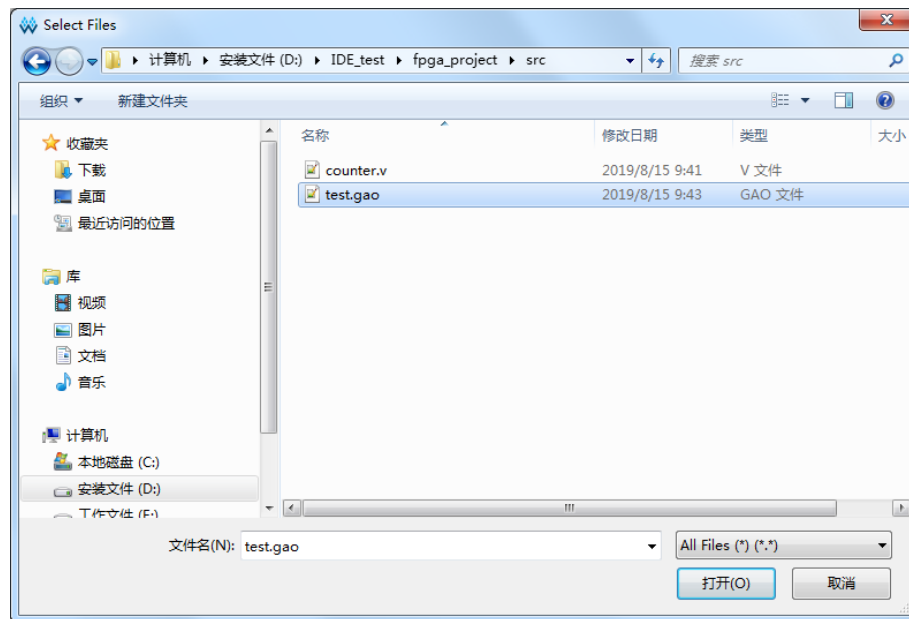 Select Files
计算机 ▸ 安装文件 (D:) ▸ IDE_test ▸ fpga_project ▸ src
搜索 src
组织 新建文件夹
名称 修改日期 类型 大小
counter.v 2019/8/15 9:41 V 文件
test.gao 2019/8/15 9:43 GAO 文件
收藏夹
下载
桌面
最近访问的位置
库
视频
图片
文档
音乐
计算机
本地磁盘 (C:)
安装文件 (D:)
工作文件 (E:)
文件名(N): test.gao All Files (*) (*.*)
打开(O) 取消